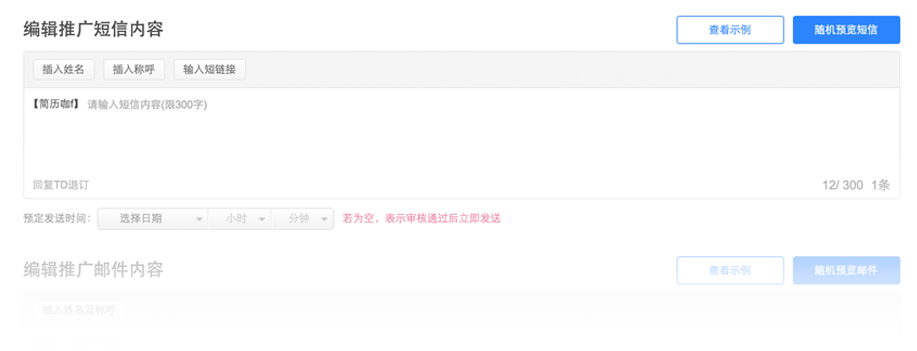 编辑推广短信内容 查看示例 随机预览短信
插入姓名 插入称呼 输入短链接
【简历咖f】 请输入短信内容(限300字)
回复TD退订 12/ 300 1条
预定发送时间: 选择日期 小时 分钟 若为空，表示审核通过后立即发送
编辑推广邮件内容 查看示例 随机预览邮件
插入姓名及称呼